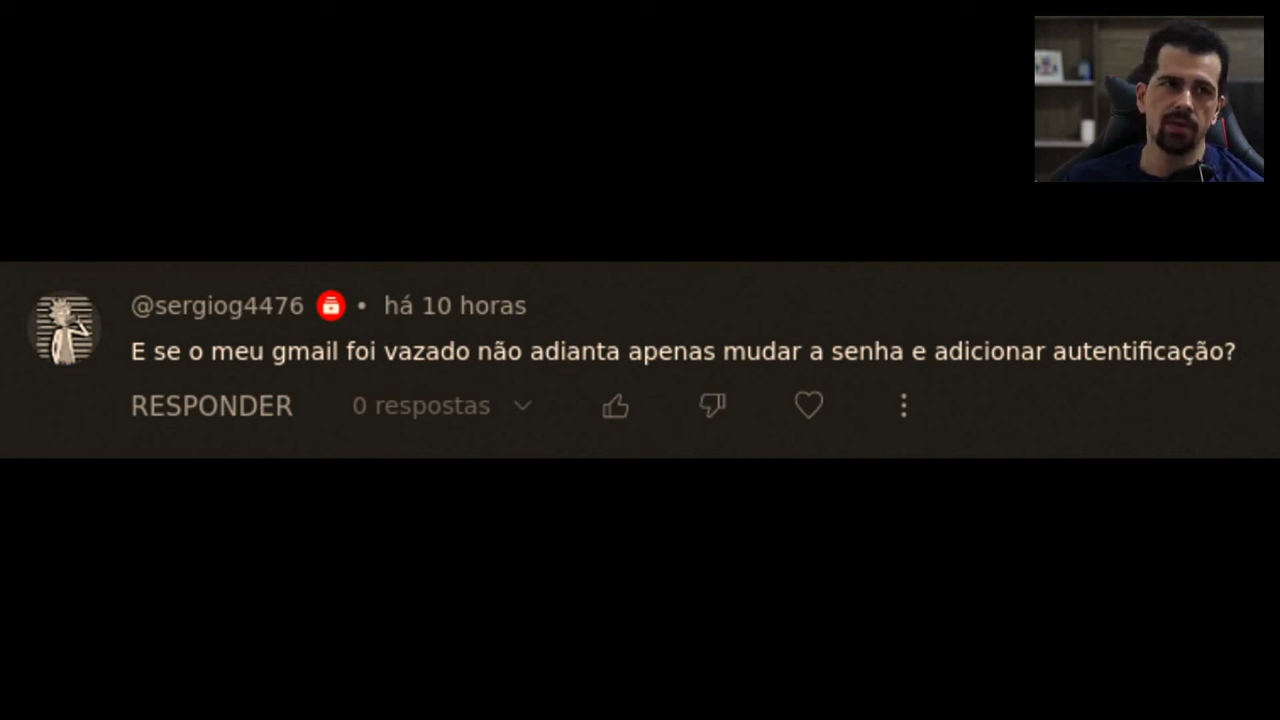 @sergiog4476 • há 10 horas
E se o meu gmail foi vazado não adianta apenas mudar a senha e adicionar autentificação?
RESPONDER 0 respostas